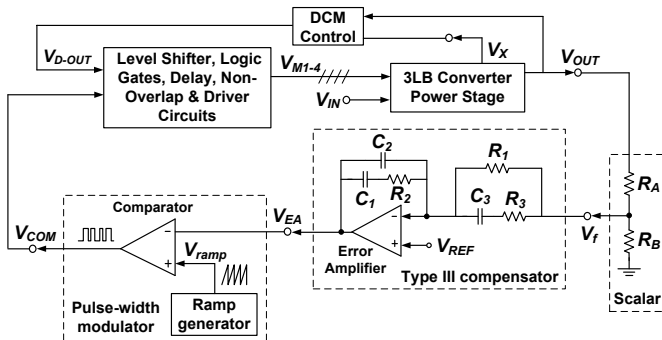 DCM
Control
V_D-OUT
Level Shifter, Logic
Gates, Delay, Non-
Overlap & Driver
Circuits
V_M1-4
V_IN
V_X
3LB Converter
Power Stage
V_OUT
C_2
C_1
R_2
R_1
C_3
R_3
R_A
R_B
V_f
Scalar
V_REF
Error
Amplifier
Type III compensator
V_EA
Comparator
V_COM
V_ramp
Pulse-width
modulator
Ramp
generator